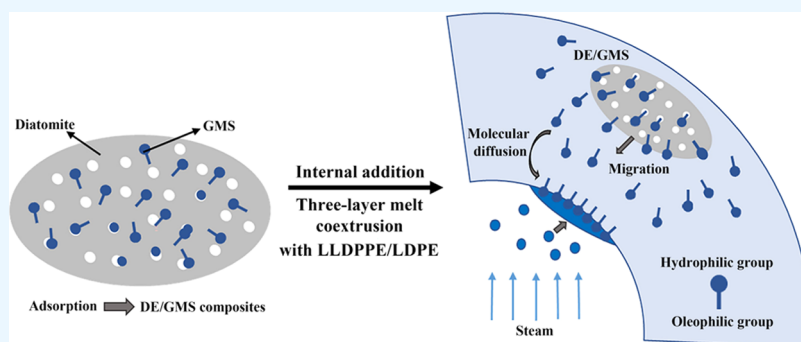 Diatomite
GMS
Adsorption
DE/GMS composites
Internal addition
Three-layer melt
coextrusion
with LLDPPE/LDPE
DE/GMS
Molecular
diffusion
Migration
Steam
Hydrophilic group
Oleophilic group